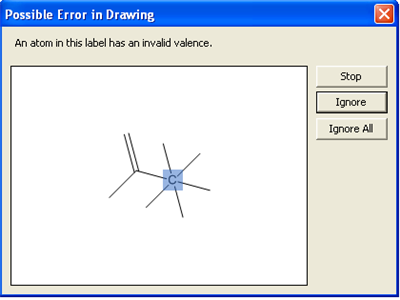 Possible Error in Drawing
An atom in this label has an invalid valence.
Stop
Ignore
Ignore All
C